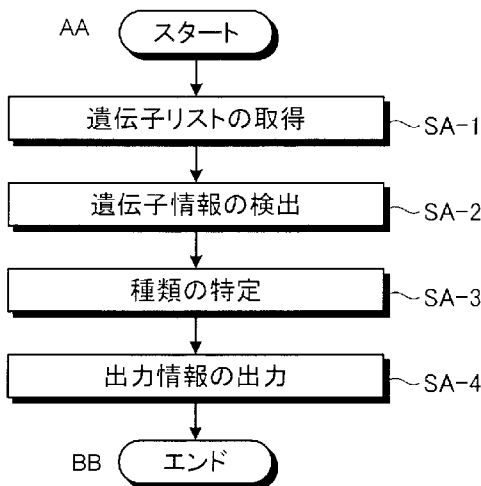 AA スタート
遺伝子リストの取得 SA-1
遺伝子情報の検出 SA-2
種類の特定 SA-3
出力情報の出力 SA-4
BB エンド